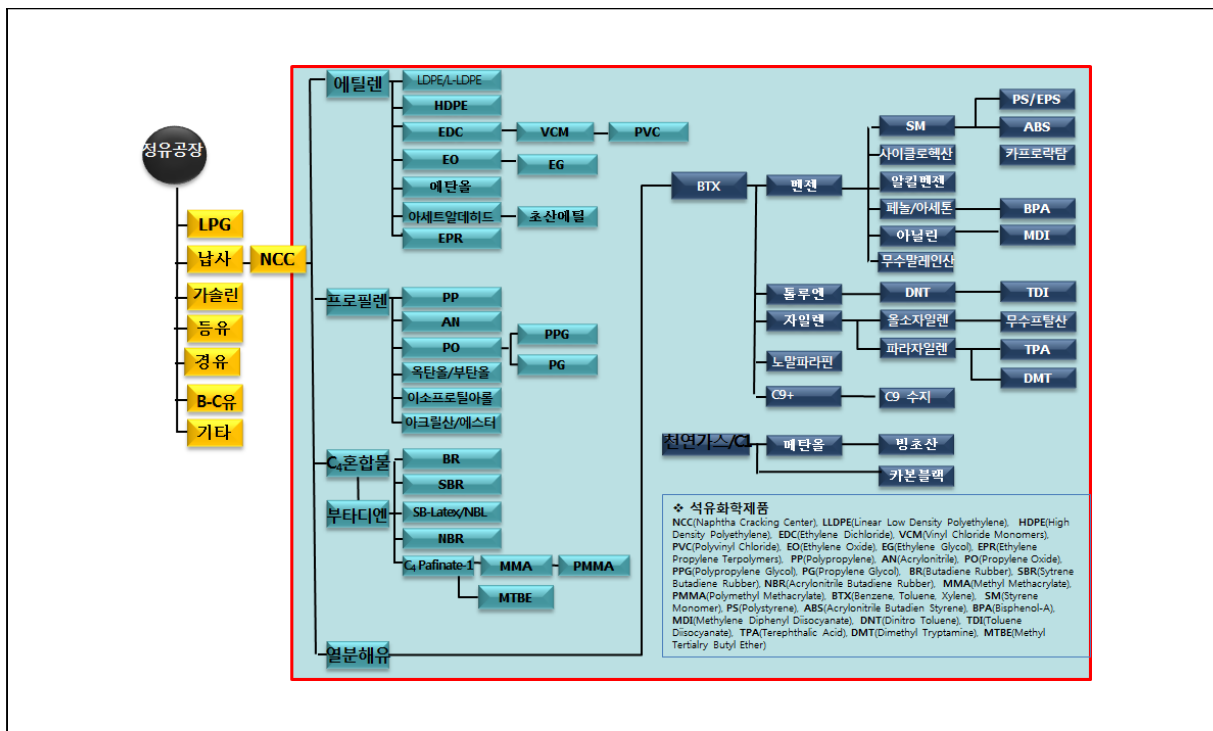 정유공장
LPG
납사
가솔린
등유
경유
B-C유
기타
NCC
에틸렌
LDPE/L-LDPE
HDPE
EDC
VCM
PVC
EO
EG
에탄올
아세트알데히드
초산에틸
EPR
프로필렌
PP
AN
PO
PPG
PG
옥탄올/부탄올
이소프로틸아롤
아크릴산/에스터
C₄혼합물
부타디엔
BR
SBR
SB-Latex/NBL
NBR
C₄ Pafinate-1
MMA
PMMA
MTBE
열분해유
BTX
벤젠
SM
PS/EPS
ABS
사이클로헥산
카프로락탐
알킬벤젠
페놀/아세톤
BPA
아닐린
MDI
무수말레인산
톨루엔
DNT
TDI
자일렌
올소자일렌
무수프탈산
파라자일렌
TPA
DMT
노말파라핀
C9+
C9 수지
천연가스/C1
메탄올
빙초산
카본블랙
❖ 석유화학제품
NCC(Naphtha Cracking Center), LLDPE(Linear Low Density Polyethylene), HDPE(High
Density Polyethylene), EDC(Ethylene Dichloride), VCM(Vinyl Chloride Monomers),
PVC(Polyvinyl Chloride), EO(Ethylene Oxide), EG(Ethylene Glycol), EPR(Ethylene
Propylene Terpolymers), PP(Polypropylene), AN(Acrylonitrile), PO(Propylene Oxide),
PPG(Polypropylene Glycol), PG(Propylene Glycol), BR(Butadiene Rubber), SBR(Sytrene
Butadiene Rubber), NBR(Acrylonitrile Butadiene Rubber), MMA(Methyl Methacrylate),
PMMA(Polymethyl Methacrylate), BTX(Benzene, Toluene, Xylene), SM(Styrene
Monomer), PS(Polystyrene), ABS(Acrylonitrile Butadien Styrene), BPA(Bisphenol-A),
MDI(Methylene Diphenyl Diisocyanate), DNT(Dinitro Toluene), TDI(Toluene
Diisocyanate), TPA(Terephthalic Acid), DMT(Dimethyl Tryptamine), MTBE(Methyl
Tertialry Butyl Ether)